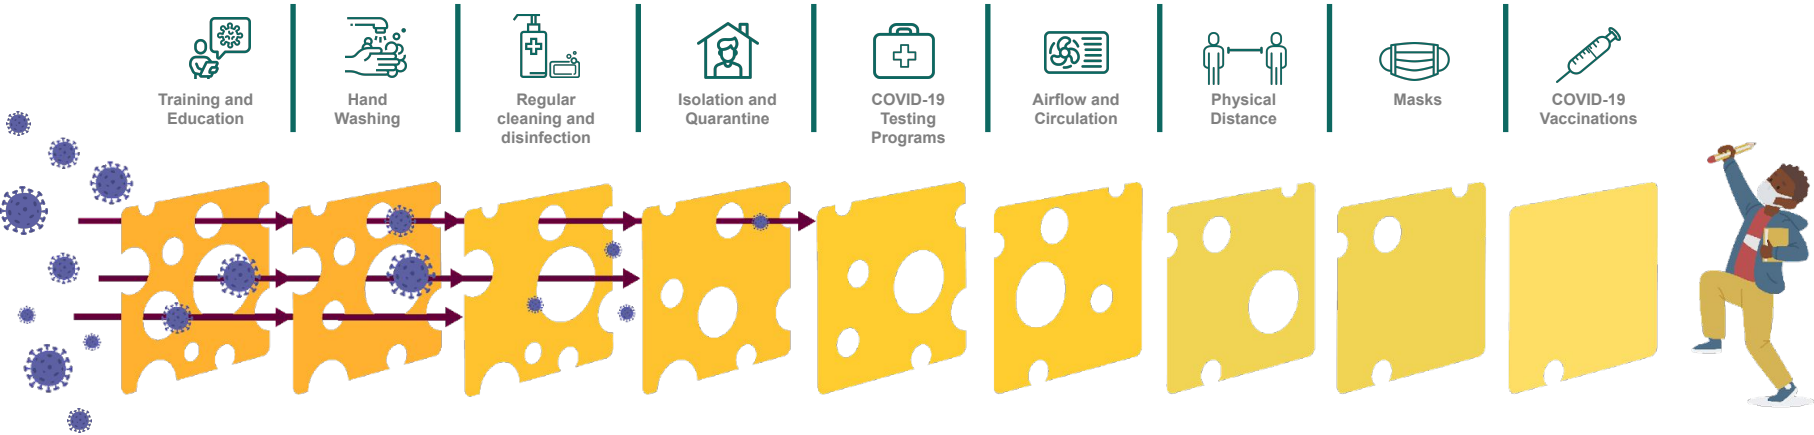 Training and
Education
Hand
Washing
Regular
cleaning and
disinfection
Isolation and
Quarantine
COVID-19
Testing
Programs
Airflow and
Circulation
Physical
Distance
Masks
COVID-19
Vaccinations